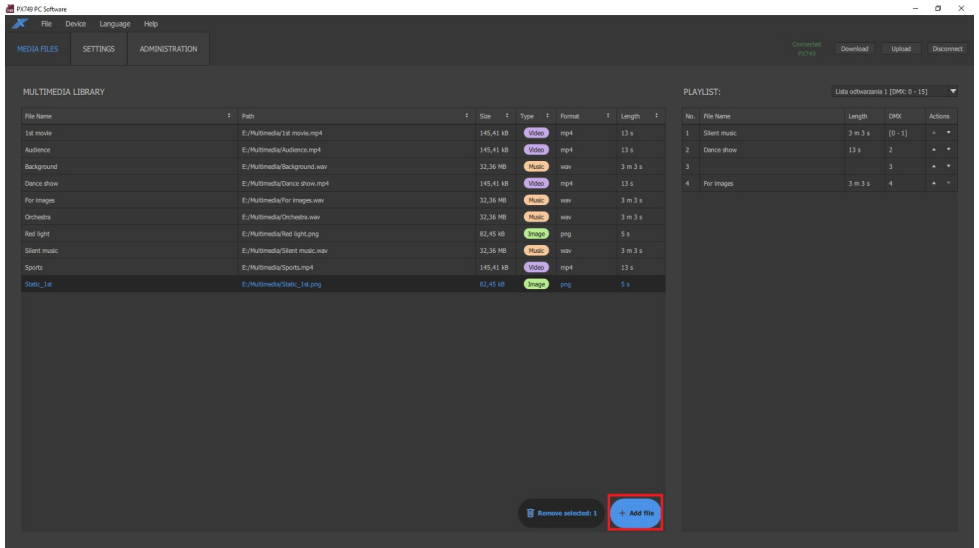 PX749 PC Software
File Device Language Help
MEDIA FILES SETTINGS ADMINISTRATION Connected PX749 Download Upload Disconnect
MULTIMEDIA LIBRARY
File Name Path Size Type Format Length
1st movie E:/Multimedia/1st movie.mp4 145,41 kB Video mp4 13 s
Audience E:/Multimedia/Audience.mp4 145,41 kB Video mp4 13 s
Background E:/Multimedia/Background.wav 32,36 MB Music wav 3 m 3 s
Dance show E:/Multimedia/Dance show.mp4 145,41 kB Video mp4 13 s
For images E:/Multimedia/For images.wav 32,36 MB Music wav 3 m 3 s
Orchestra E:/Multimedia/Orchestra.wav 32,36 MB Music wav 3 m 3 s
Red light E:/Multimedia/Red light.png 82,45 kB Image png 5 s
Silent music E:/Multimedia/Silent music.wav 32,36 MB Music wav 3 m 3 s
Sports E:/Multimedia/Sports.mp4 145,41 kB Video mp4 13 s
Static_1st E:/Multimedia/Static_1st.png 82,45 kB Image png 5 s
Remove selected: 1 + Add file
PLAYLIST: Lista odtwarzania 1 [DMX: 0 - 15]
No. File Name Length DMX Actions
1 Silent music 3 m 3 s [0 - 1]
2 Dance show 13 s 2
3 3
4 For images 3 m 3 s 4